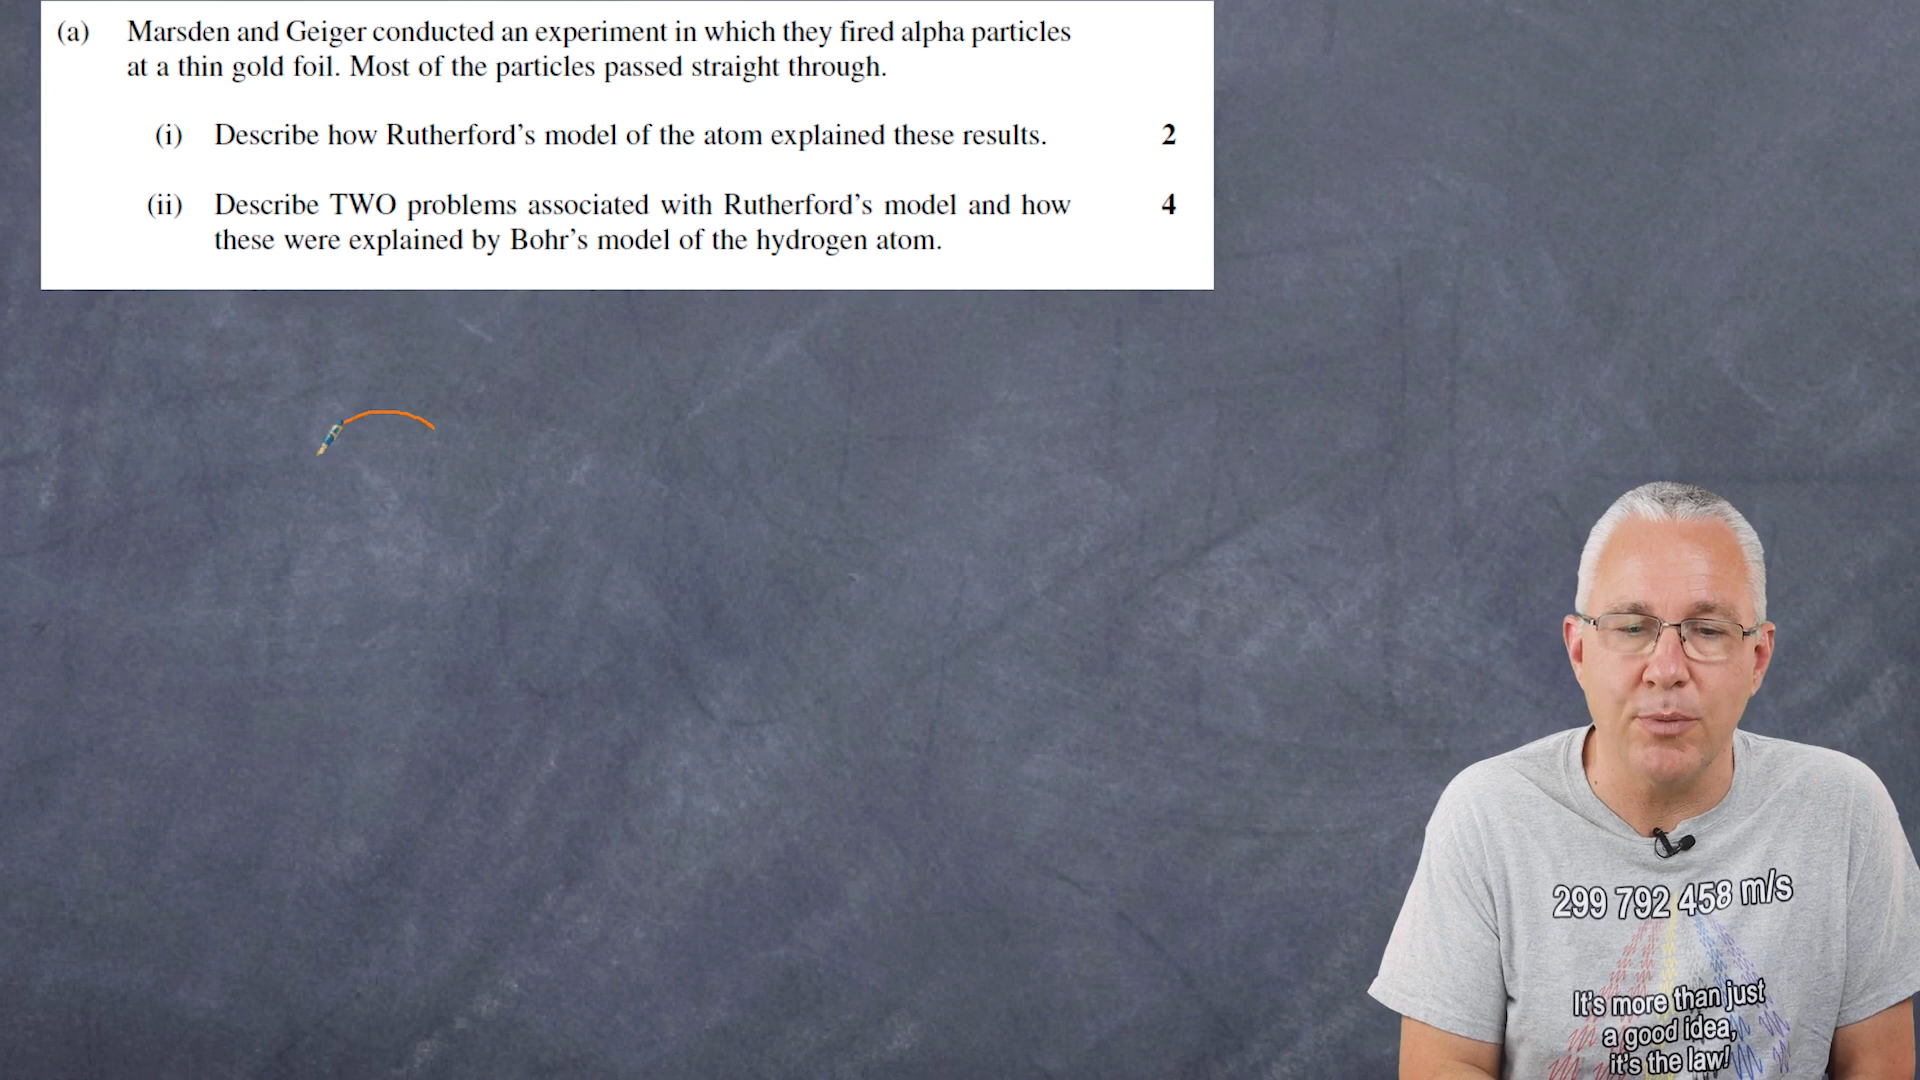 (a) Marsden and Geiger conducted an experiment in which they fired alpha particles
at a thin gold foil. Most of the particles passed straight through.
(i) Describe how Rutherford’s model of the atom explained these results. 2
(ii) Describe TWO problems associated with Rutherford’s model and how 4
these were explained by Bohr’s model of the hydrogen atom.
299 792 458 m/s
It's more than just
a good idea,
it's the law!